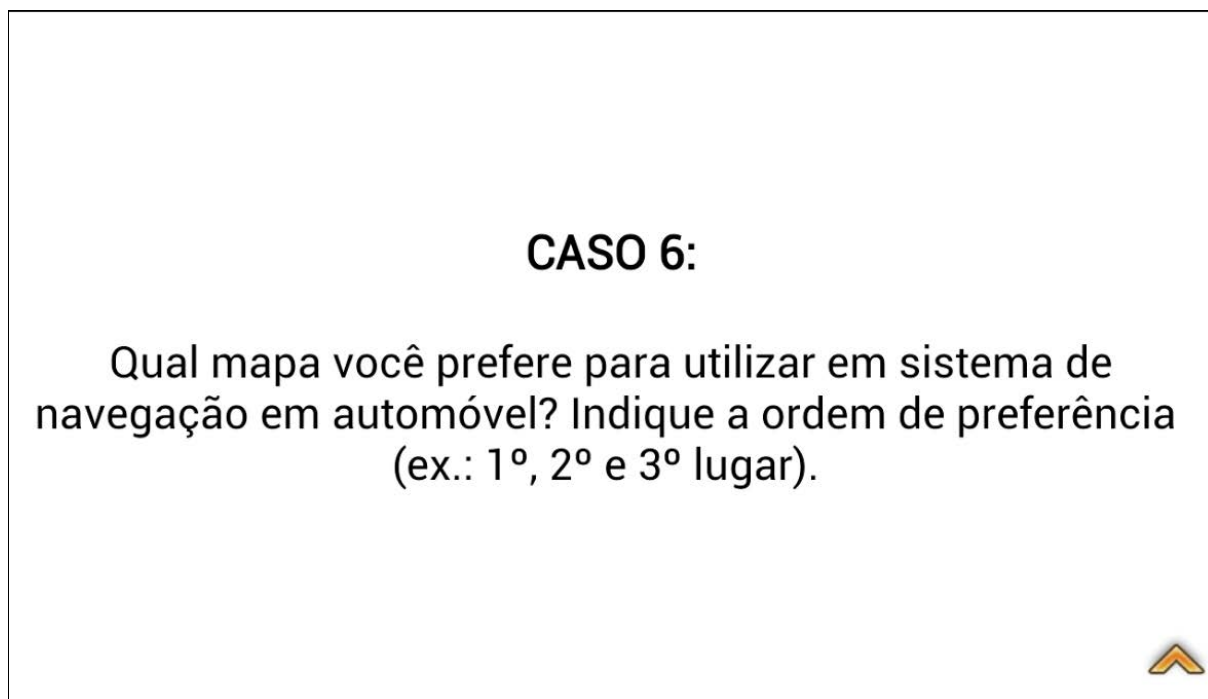 CASO 6:
Qual mapa você prefere para utilizar em sistema de
navegação em automóvel? Indique a ordem de preferência
(ex.: 1º, 2º e 3º lugar).